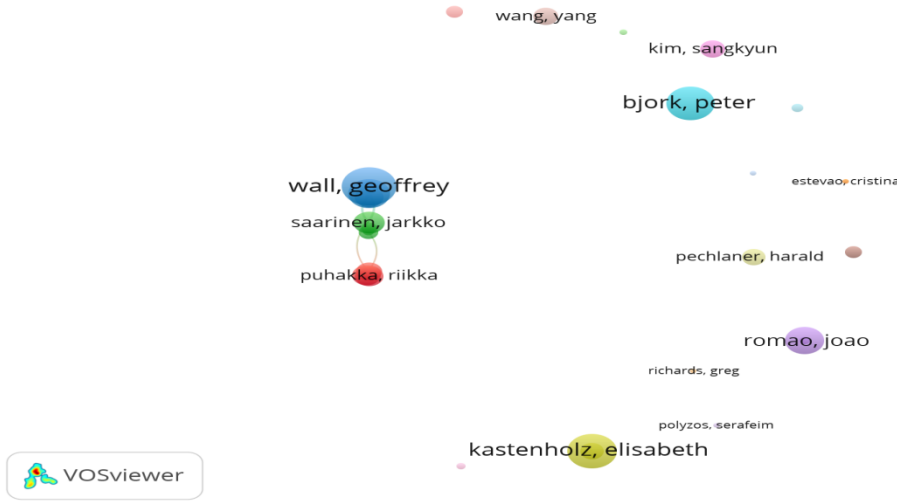 wang, yang
kim, sangkyun
bjork, peter
estevao, cristina
wall, geoffrey
saarinen, jarkko
pechlaner, harald
puhakka, riikka
romao, joao
richards, greg
polyzos, serafeim
kastenholz, elisabeth
VOSviewer